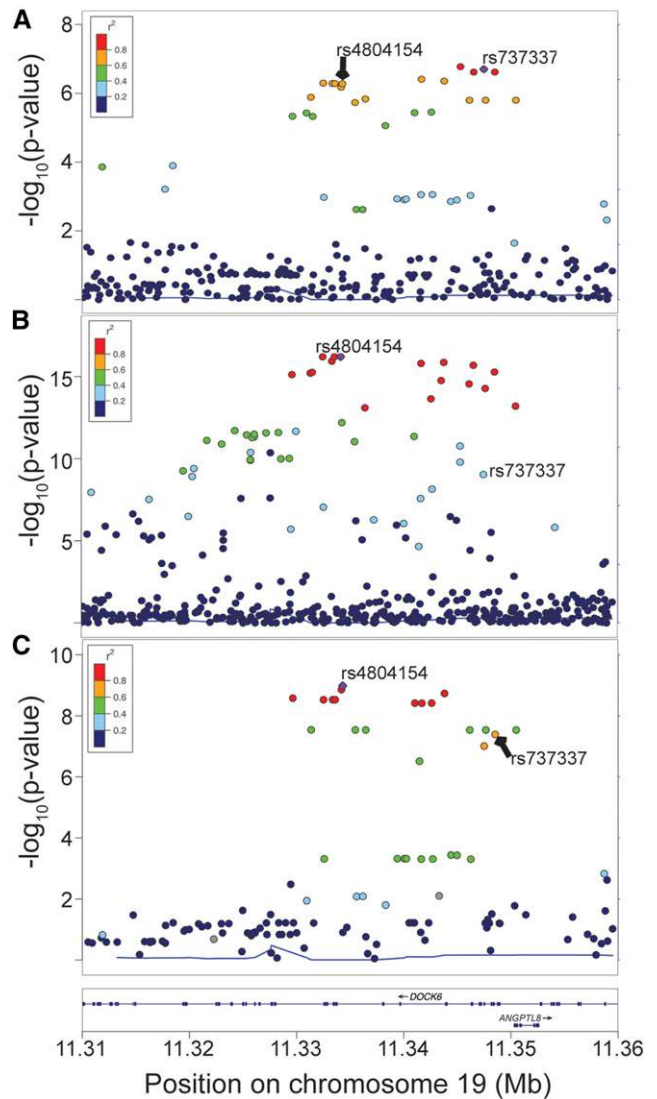 A
r²
0.8
0.6
0.4
0.2
rs4804154
rs737337
8
6
4
2
-log₁₀(p-value)
B
r²
0.8
0.6
0.4
0.2
rs4804154
rs737337
15
10
5
-log₁₀(p-value)
C
r²
0.8
0.6
0.4
0.2
rs4804154
rs737337
10
8
6
4
2
-log₁₀(p-value)
←DOCK6
ANGPTL8→
11.31 11.32 11.33 11.34 11.35 11.36
Position on chromosome 19 (Mb)